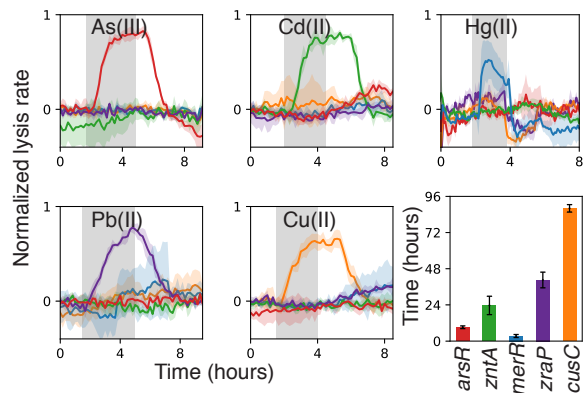 As(III)
Cd(II)
Hg(II)
Normalized lysis rate
1
0
0 4 8
1
0
0 4 8
1
0
0 4 8
Pb(II)
Cu(II)
1
0
0 4 8
1
0
0 4 8
Time (hours)
Time (hours)
96
72
48
24
0
arsR
zntA
merR
zraP
cusC